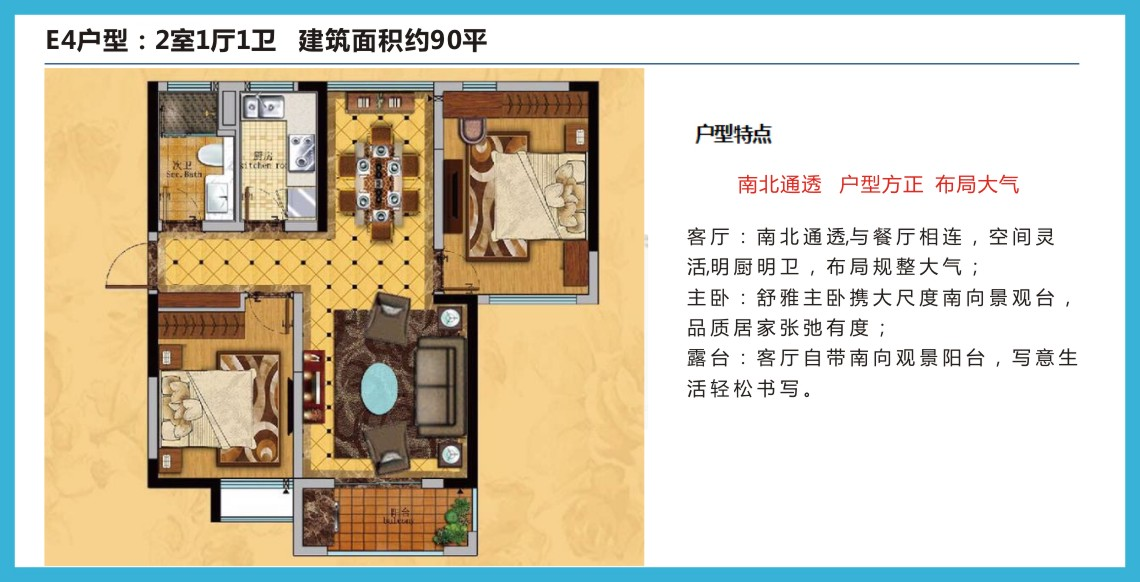 E4户型：2室1厅1卫 建筑面积约90平
户型特点
南北通透 户型方正 布局大气
客厅：南北通透,与餐厅相连，空间灵
活,明厨明卫，布局规整大气；
主卧：舒雅主卧携大尺度南向景观台，
品质居家张弛有度；
露台：客厅自带南向观景阳台，写意生
活轻松书写。
次卫
Sec.Bath
厨房
kitchen
阳台